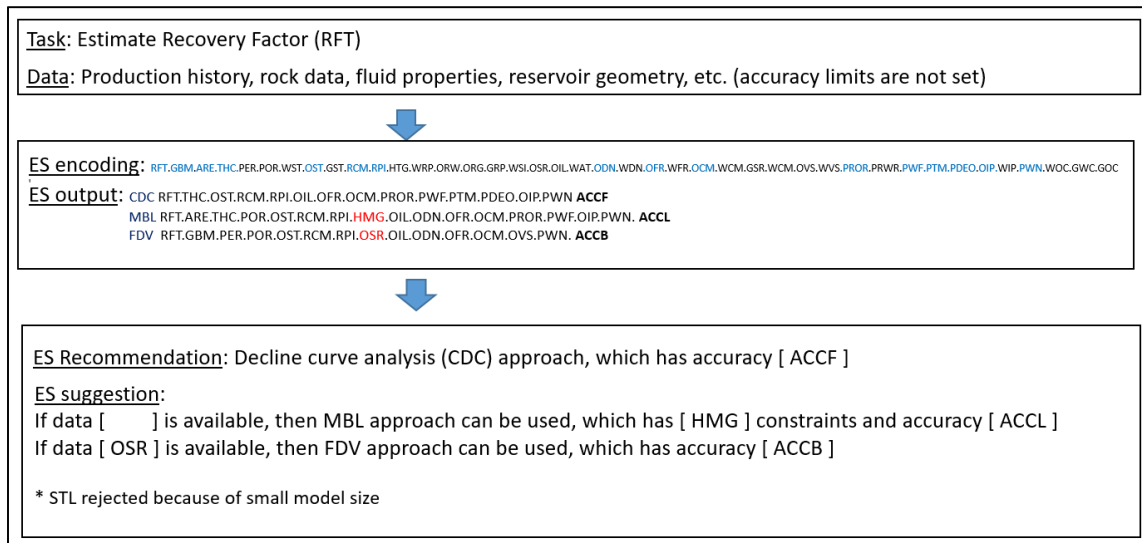 Task: Estimate Recovery Factor (RFT)
Data: Production history, rock data, fluid properties, reservoir geometry, etc. (accuracy limits are not set)
ES encoding: RFT.GBM.ARE.THC.PER.POR.WST.OST.GST.RCM.RPI.HTG.WRP.ORW.ORG.GRP.WSI.OSR.OIL.WAT.ODN.WDN.OFR.WFR.OCM.WCM.GSR.WCM.OVS.WVS.PROR.PRWR.PWF.PTM.PDEO.OIP.WIP.PWN.WOC.GWC.GOC
ES output: CDC RFT.THC.OST.RCM.RPI.OIL.OFR.OCM.PROR.PWF.PTM.PDEO.OIP.PWN ACCF
MBL RFT.ARE.THC.POR.OST.RCM.RPI.HMG.OIL.ODN.OFR.OCM.PROR.PWF.OIP.PWN. ACCL
FDV RFT.GBM.PER.POR.OST.RCM.RPI.OSR.OIL.ODN.OFR.OCM.OVS.PWN. ACCB
ES Recommendation: Decline curve analysis (CDC) approach, which has accuracy [ ACCF ]
ES suggestion:
If data [ ] is available, then MBL approach can be used, which has [ HMG ] constraints and accuracy [ ACCL ]
If data [ OSR ] is available, then FDV approach can be used, which has accuracy [ ACCB ]
* STL rejected because of small model size